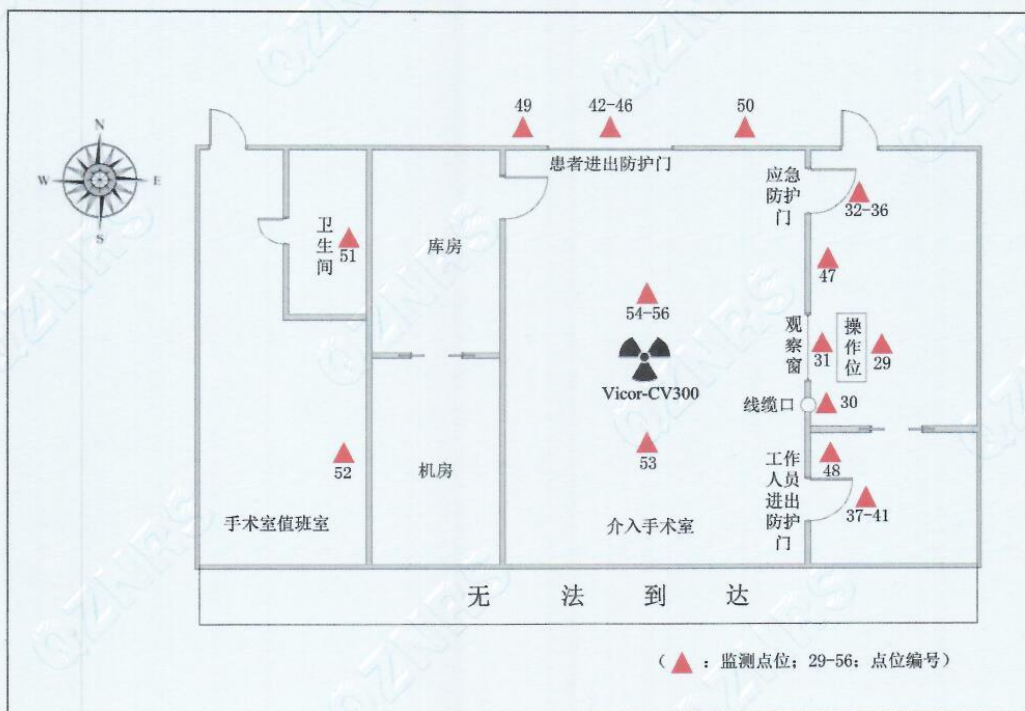 49
42-46
50
N
W
E
S
患者进出防护门
应急
防护
门
32-36
卫
生
间
51
库房
47
54-56
观
察
窗
31
操
作
位
29
Vicor-CV300
线缆口
30
52
机房
53
工作
人员
进出
防护
门
48
37-41
手术室值班室
介入手术室
无法到达
(▲:监测点位;29-56:点位编号)
QZNRS